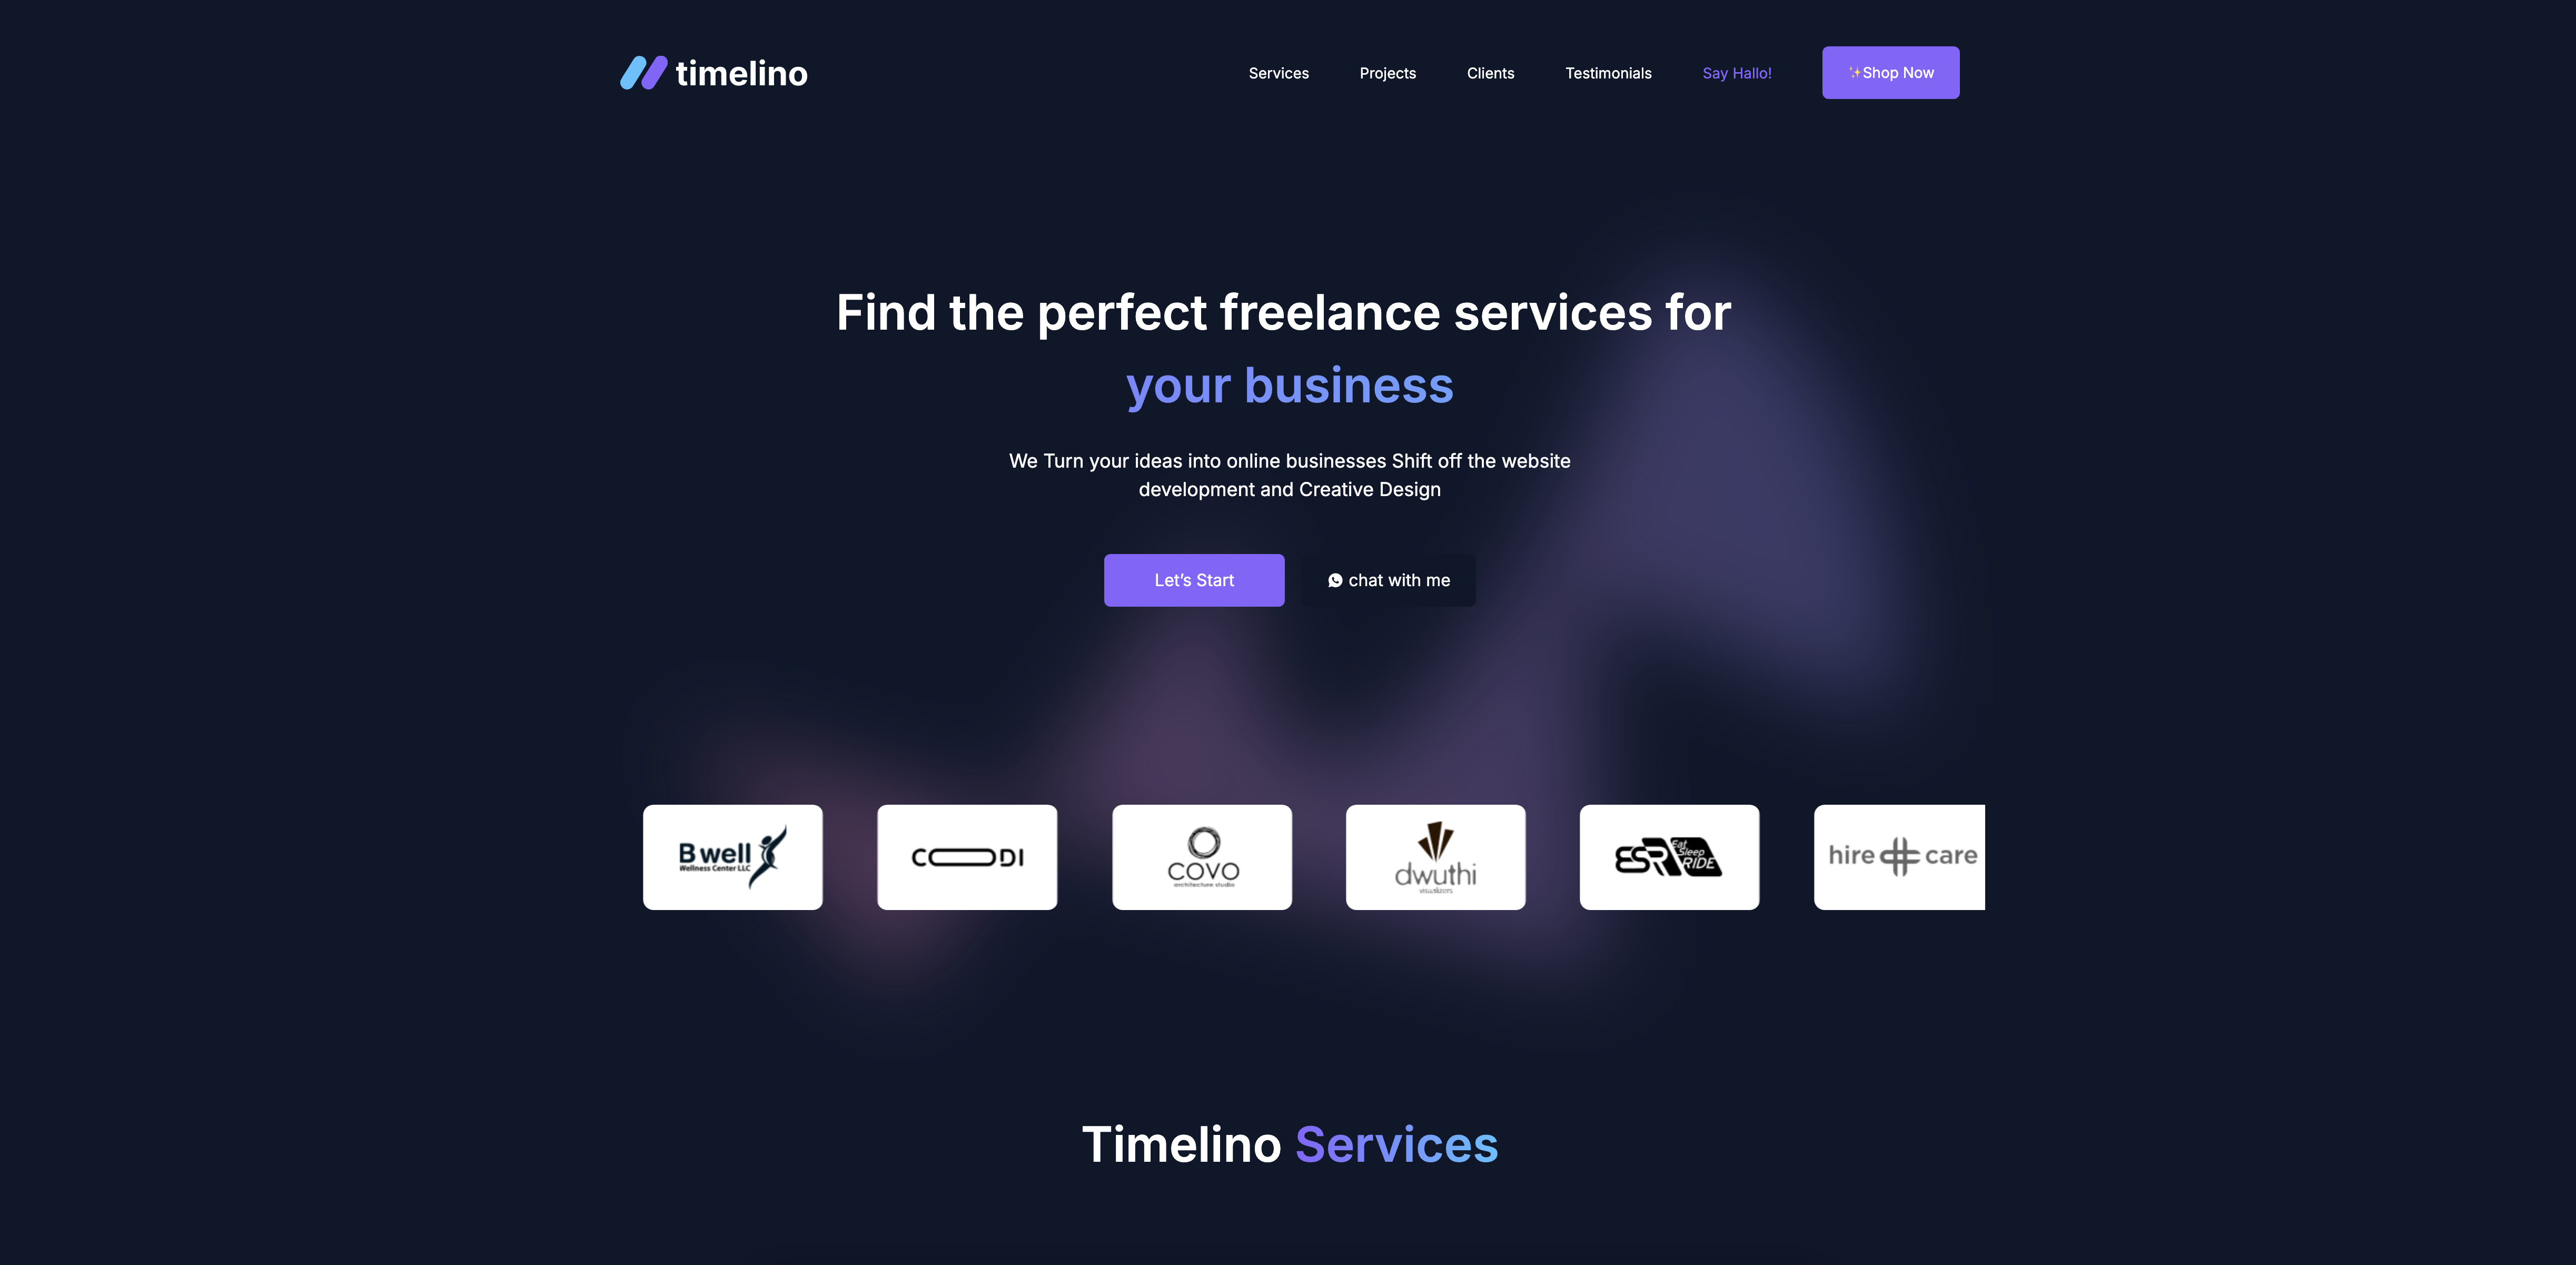 timelino
Services
Projects
Clients
Testimonials
Say Hallo!
✨Shop Now
Find the perfect freelance services for
your business
We Turn your ideas into online businesses Shift off the website
development and Creative Design
Let's Start
chat with me
B well
Wellness Center LLC
COODI
COVO
architecture studio
dwuthi
visualizers
ESR Eat
Sleep
RIDE
hire care
Timelino Services